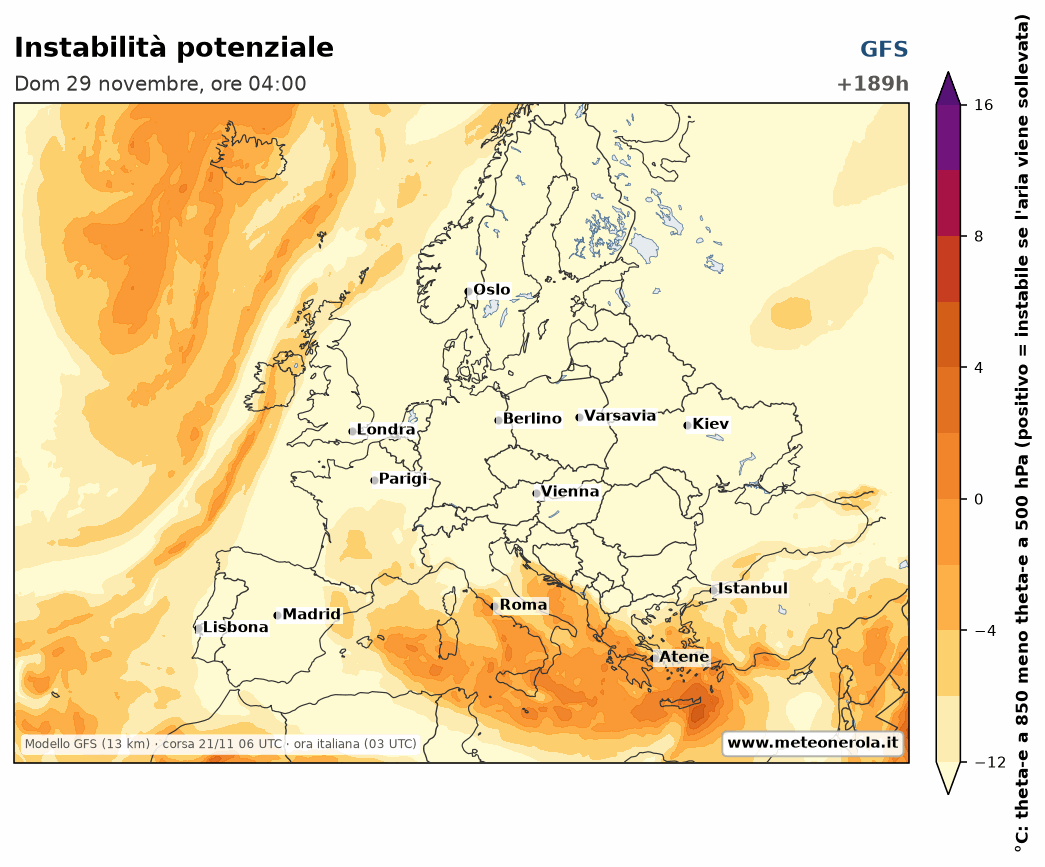 Instabilità potenziale
GFS
Dom 29 novembre, ore 04:00
+189h
Oslo
Berlino
Varsavia
Kiev
Londra
Parigi
Vienna
Istanbul
Roma
Madrid
Lisbona
Atene
Modello GFS (13 km) · corsa 21/11 06 UTC · ora italiana (03 UTC)
www.meteonerola.it
16
8
4
0
−4
−12
°C: theta-e a 850 meno theta-e a 500 hPa (positivo = instabile se l'aria viene sollevata)